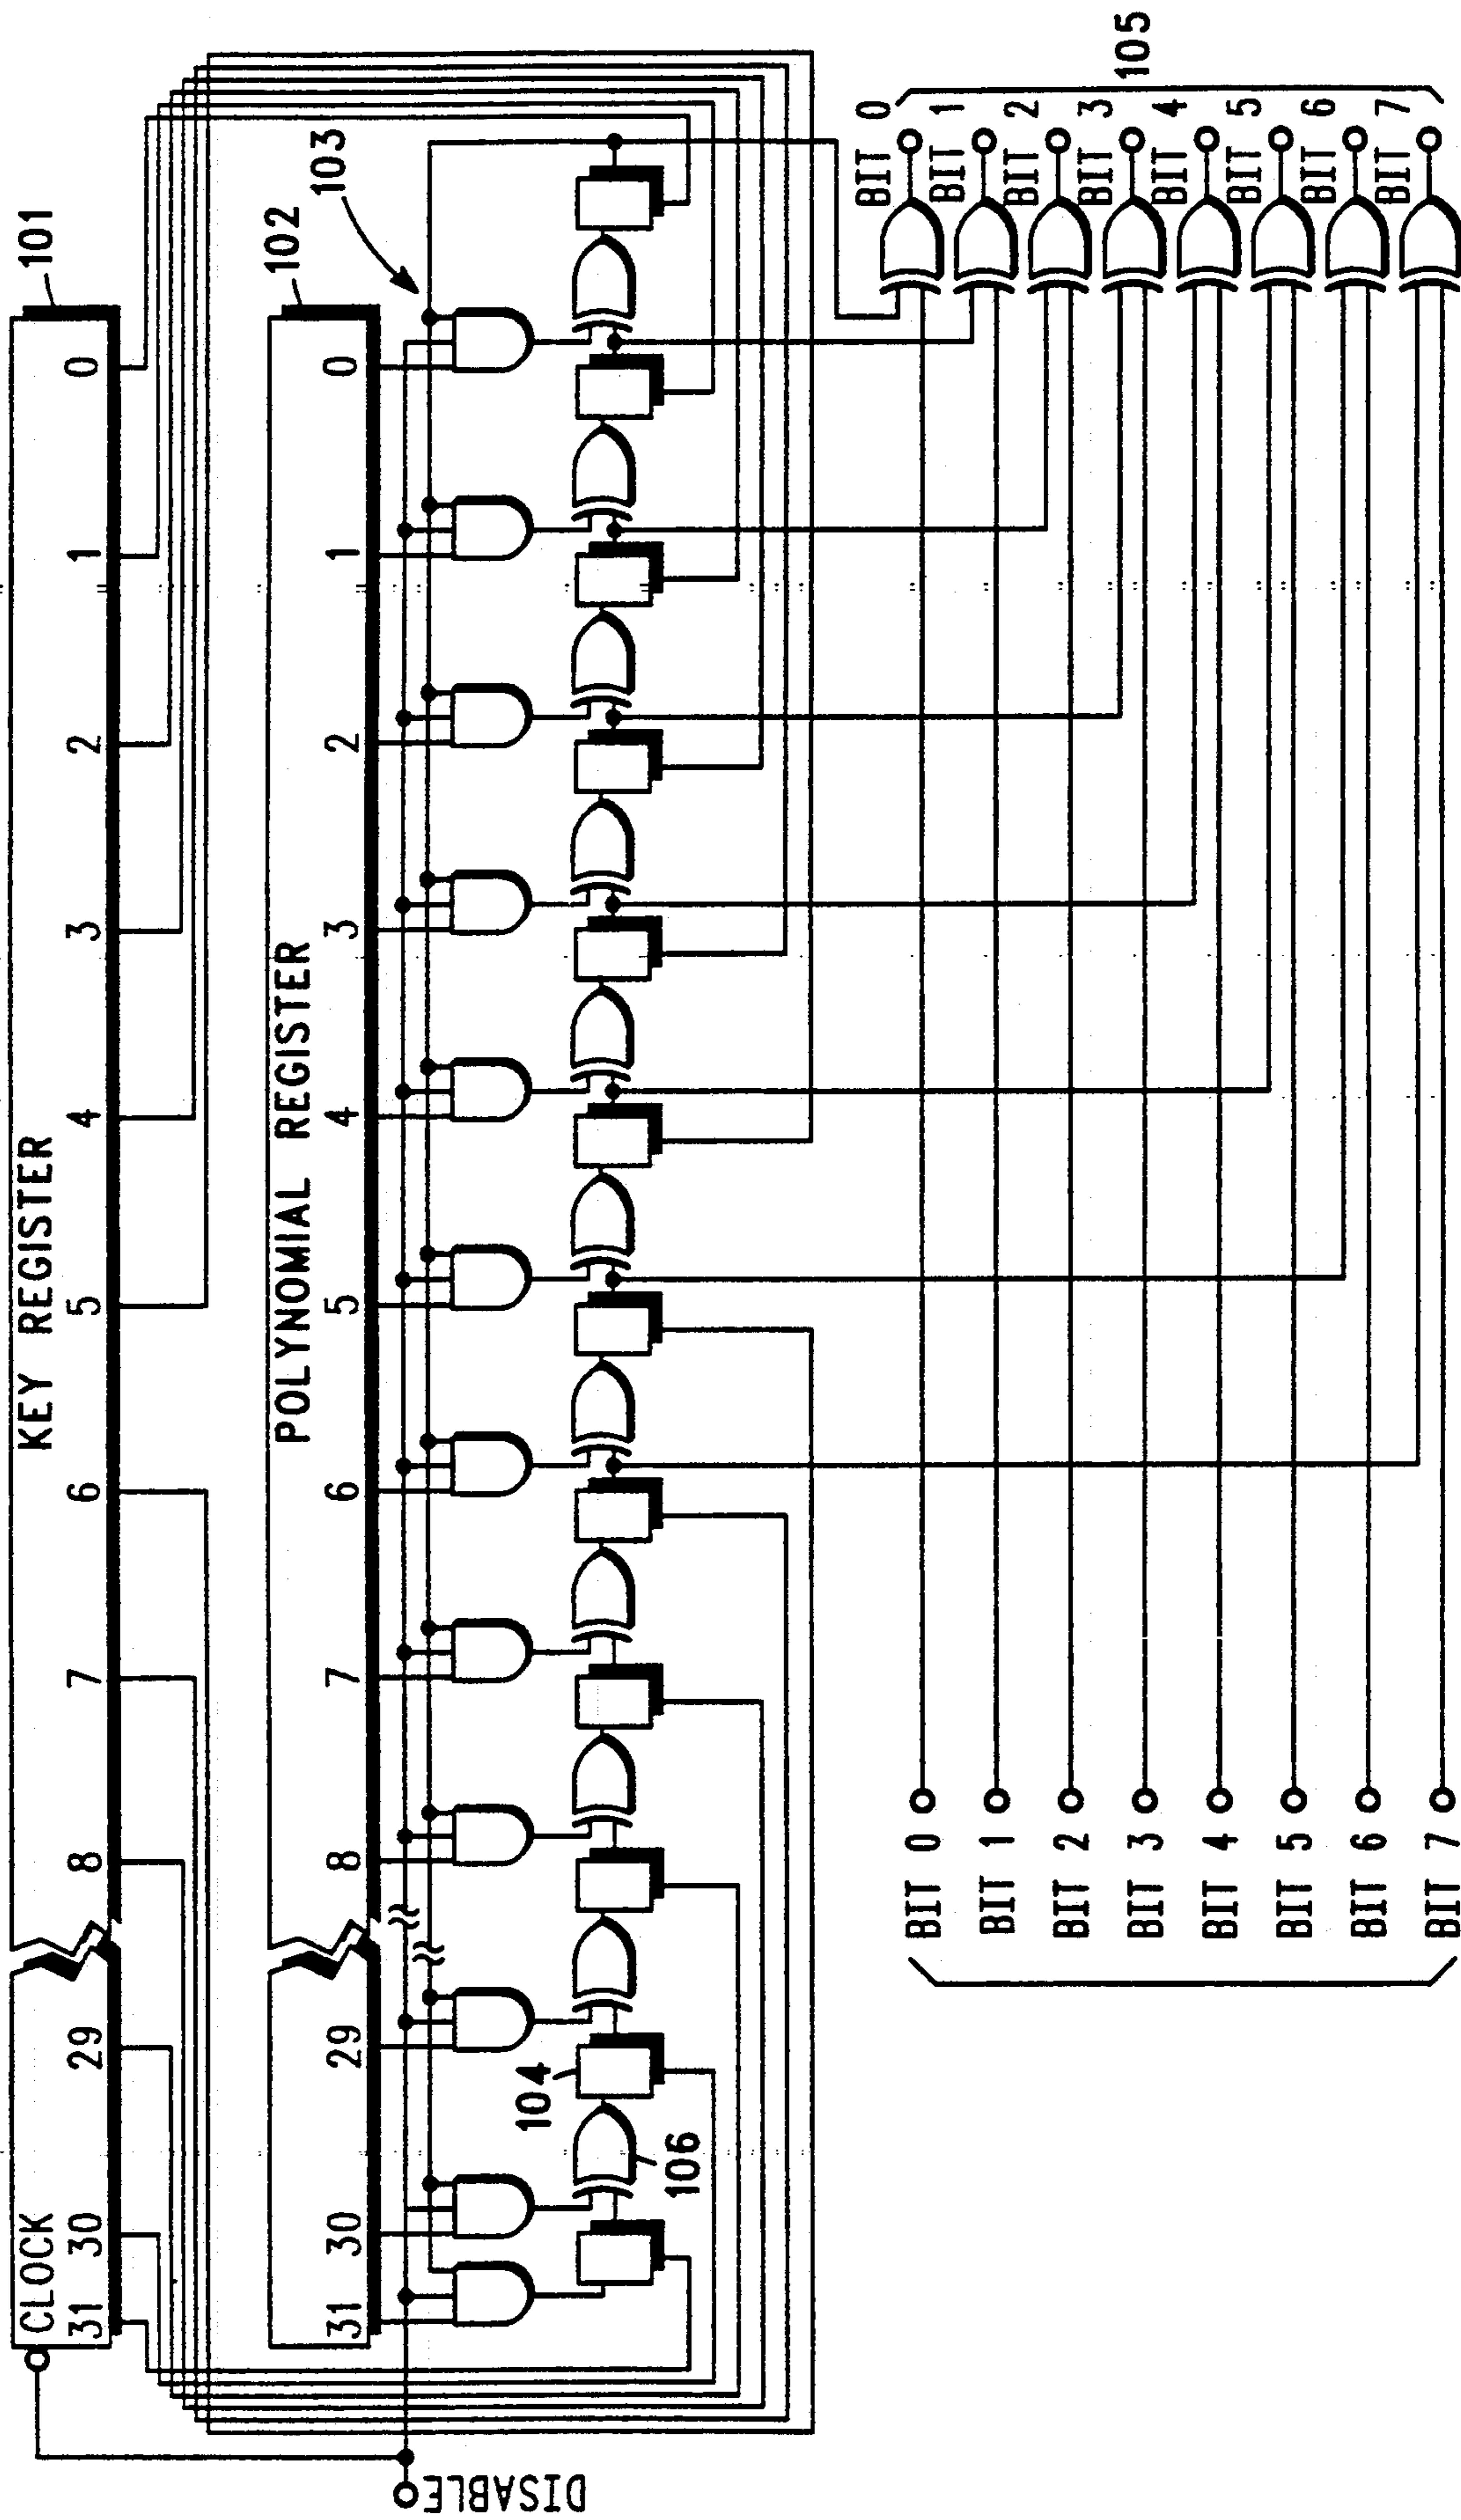 101
CLOCK KEY REGISTER
31 30 29 8 7 6 5 4 3 2 1 0
102
POLYNOMIAL REGISTER
31 30 29 8 7 6 5 4 3 2 1 0
103
DISABLE
104
106
BIT 0 BIT 0
BIT 1 BIT 1
BIT 2 BIT 2
BIT 3 BIT 3
BIT 4 BIT 4
BIT 5 BIT 5
BIT 6 BIT 6
BIT 7 BIT 7
105